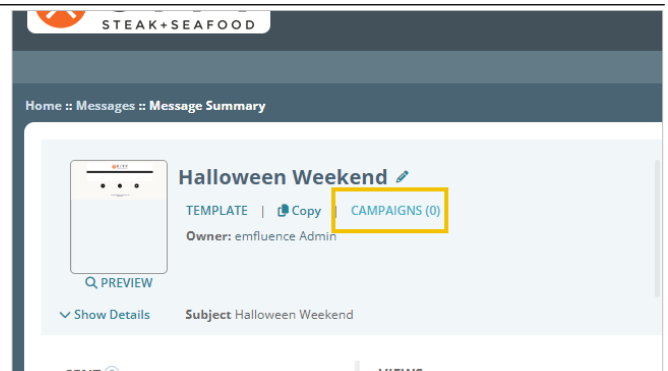 STEAK+SEAFOOD
Home :: Messages :: Message Summary
Halloween Weekend
TEMPLATE | Copy | CAMPAIGNS (0)
Owner: emfluence Admin
PREVIEW
Show Details Subject Halloween Weekend
VIEWS